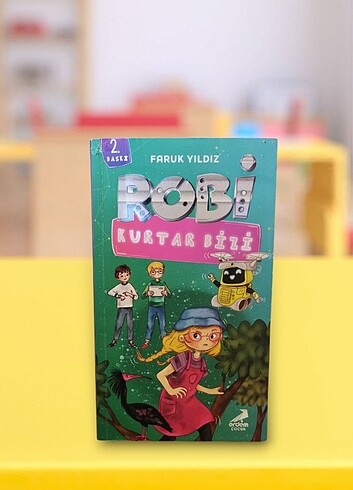 2.
BASKI
FARUK YILDIZ
ROBİ
KURTAR BİZİ
erdem
ÇOCUK